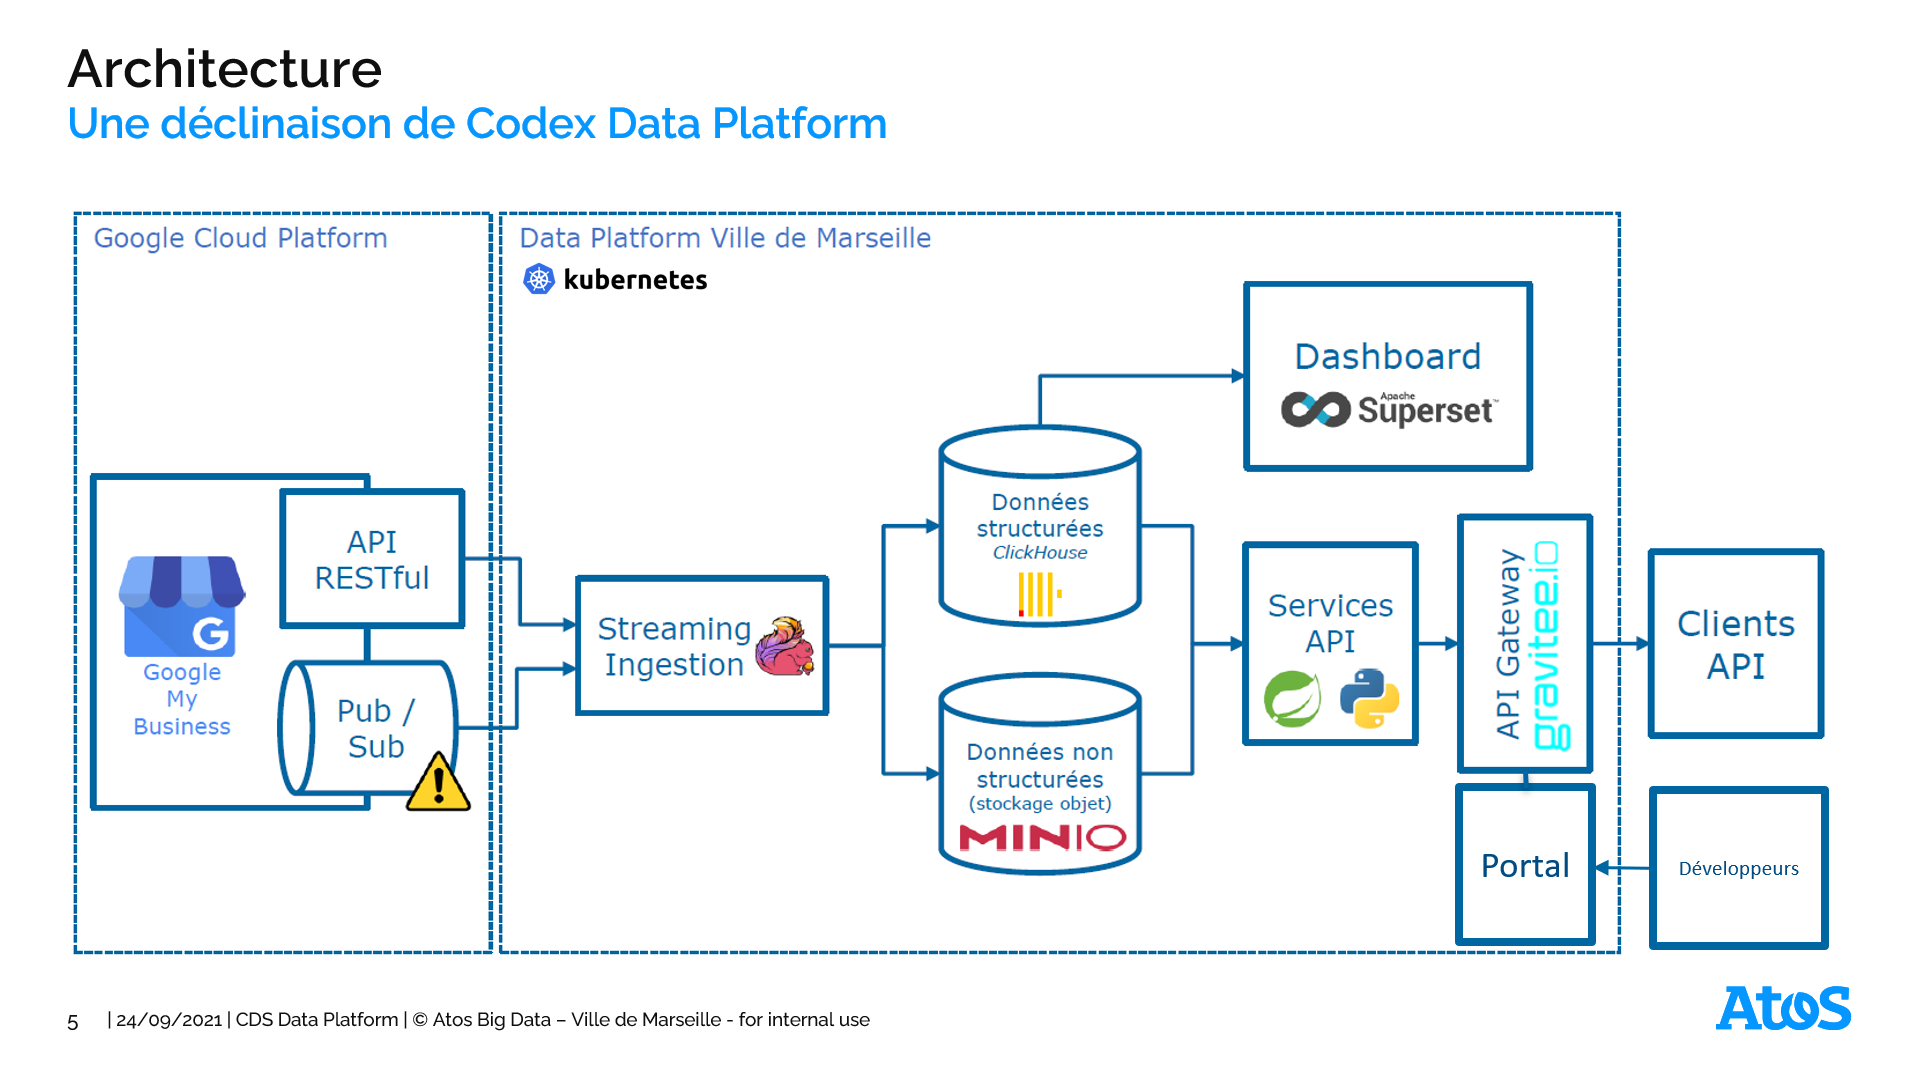 Architecture
Une déclinaison de Codex Data Platform
Google Cloud Platform
Data Platform Ville de Marseille
kubernetes
Dashboard
Apache
Superset™
API
RESTful
Google
My
Business
Pub /
Sub
Streaming
Ingestion
Données
structurées
ClickHouse
Données non
structurées
(stockage objet)
MINIO
Services
API
API Gateway
gravitee.io
Clients
API
Portal
Développeurs
5 | 24/09/2021 | CDS Data Platform | © Atos Big Data – Ville de Marseille - for internal use
Atos